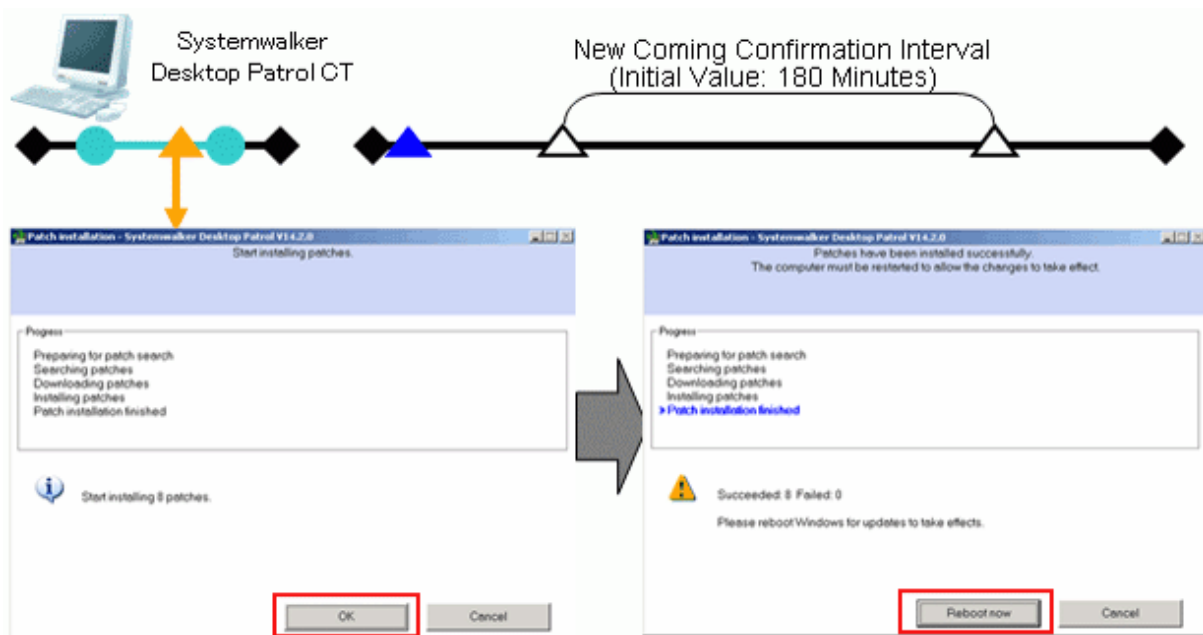 Systemwalker
Desktop Patrol CT
New Coming Confirmation Interval
(Initial Value: 180 Minutes)
Patch installation - Systemwalker Desktop Patrol V14.2.0
Start installing patches.
Progress
Preparing for patch search
Searching patches
Downloading patches
Installing patches
Patch installation finished
Start installing 8 patches.
OK
Cancel
Patch installation - Systemwalker Desktop Patrol V14.2.0
Patches have been installed successfully.
The computer must be restarted to allow the changes to take effect.
Progress
Preparing for patch search
Searching patches
Downloading patches
Installing patches
> Patch installation finished
Succeeded: 8 Failed: 0
Please reboot Windows for updates to take effects.
Reboot now
Cancel